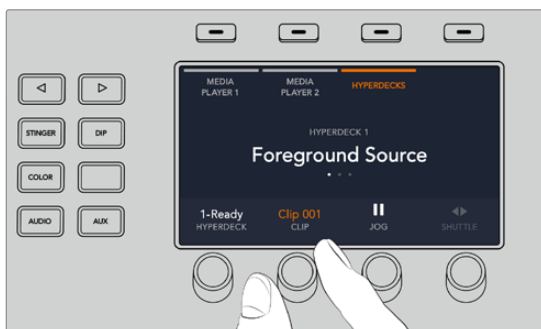 MEDIA
PLAYER 1
MEDIA
PLAYER 2
HYPERDECKS
HYPERDECK 1
Foreground Source
STINGER
DIP
COLOR
AUDIO
AUX
1-Ready
HYPERDECK
Clip 001
CLIP
JOG
SHUTTLE